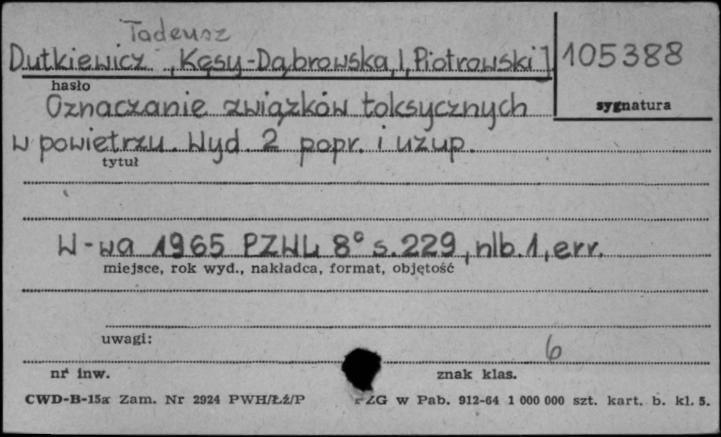 Tadeusz
Dutkiewicz, Kęsy-Dąbrowska, I, Piotrowski] 105388
hasło
Oznaczanie związków toksycznych sygnatura
w powietrzu. Wyd. 2 popr. i uzup.
tytuł
W-wa 1965 PZWL 8° s. 229, nlb. 1, err.
miejsce, rok wyd., nakładca, format, objętość
uwagi:
6
nr inw. znak klas.
CWD-B-15a Zam. Nr 2924 PWH/Łź/P ZG w Pab. 912-64 1 000 000 szt. kart. b. kl. 5.